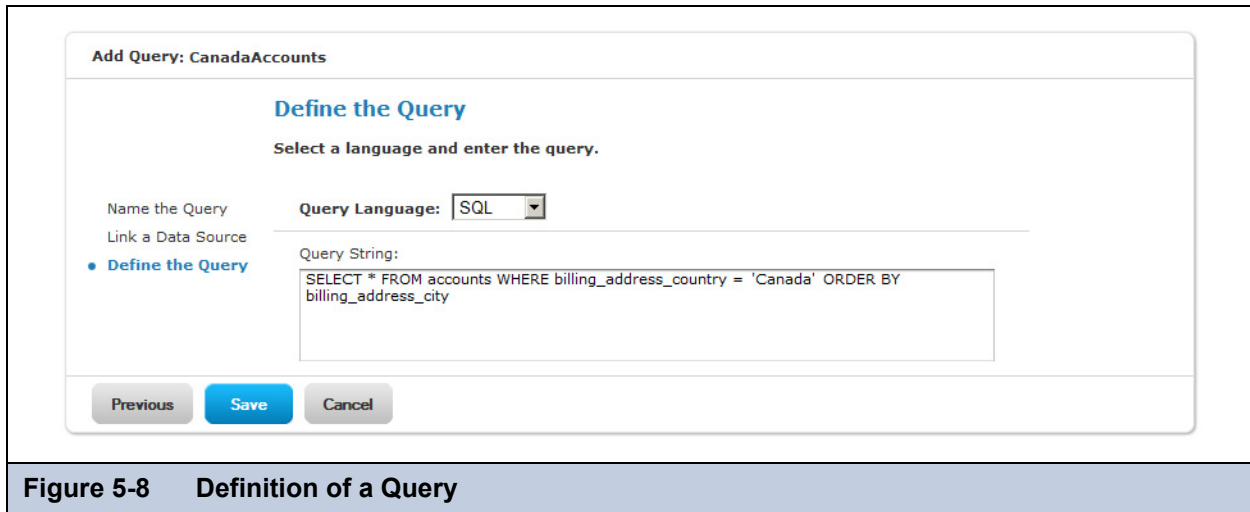 Add Query: CanadaAccounts
Define the Query
Select a language and enter the query.
Name the Query
Link a Data Source
• Define the Query
Query Language: SQL
Query String:
SELECT * FROM accounts WHERE billing_address_country = 'Canada' ORDER BY
billing_address_city
Previous Save Cancel
Figure 5-8 Definition of a Query